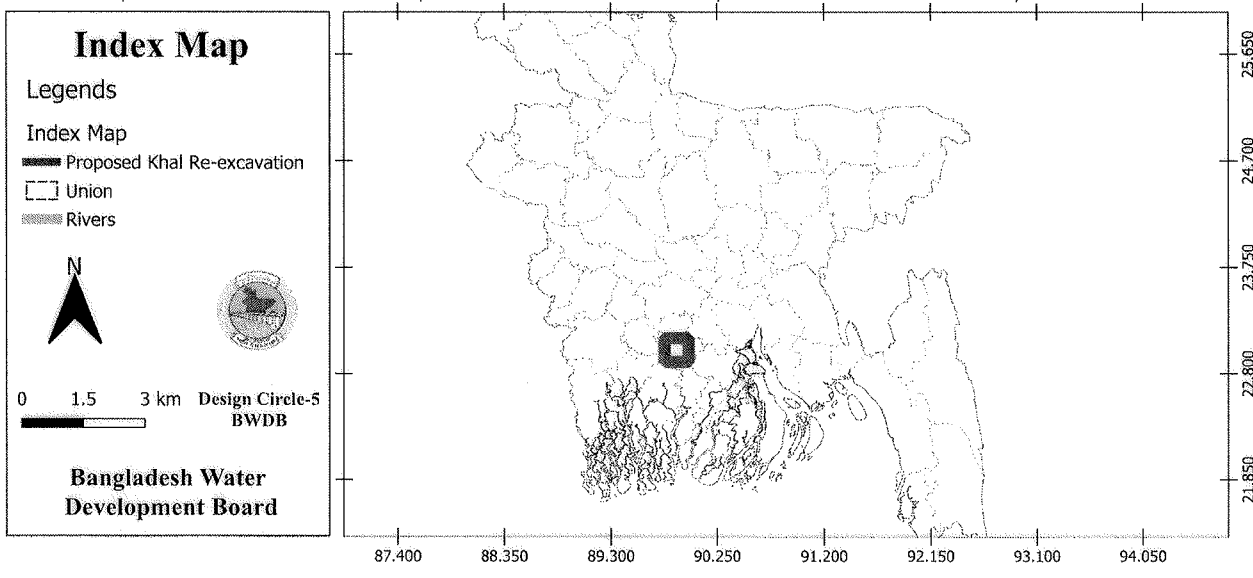 Index Map
Legends
Index Map
Proposed Khal Re-excavation
Union
Rivers
N
0 1.5 3 km
Design Circle-5
BWDB
Bangladesh Water
Development Board
25.650
24.700
23.750
22.800
21.850
87.400 88.350 89.300 90.250 91.200 92.150 93.100 94.050